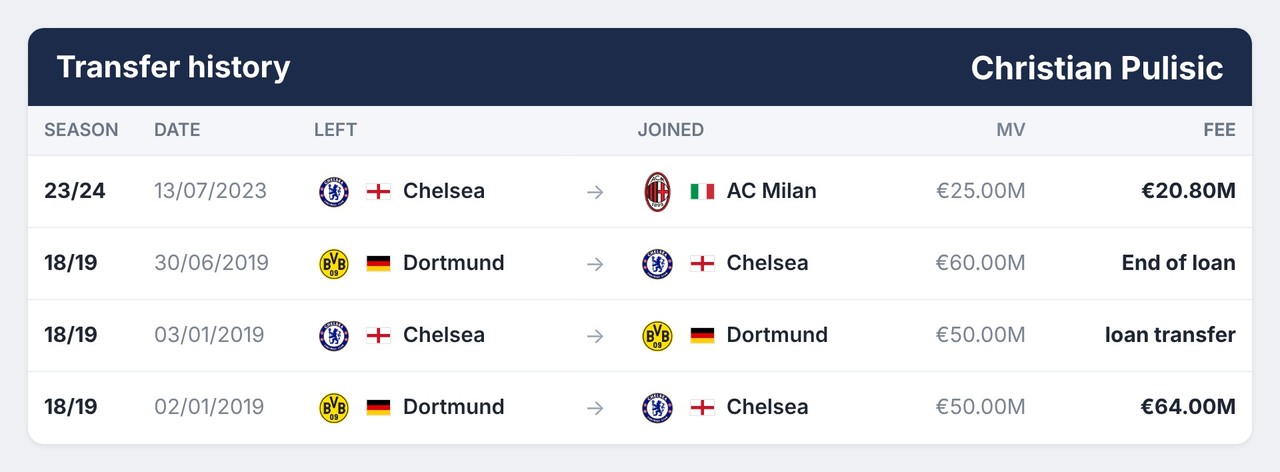 Transfer history Christian Pulisic
SEASON DATE LEFT JOINED MV FEE
23/24 13/07/2023 Chelsea → AC Milan €25.00M €20.80M
18/19 30/06/2019 Dortmund → Chelsea €60.00M End of loan
18/19 03/01/2019 Chelsea → Dortmund €50.00M loan transfer
18/19 02/01/2019 Dortmund → Chelsea €50.00M €64.00M